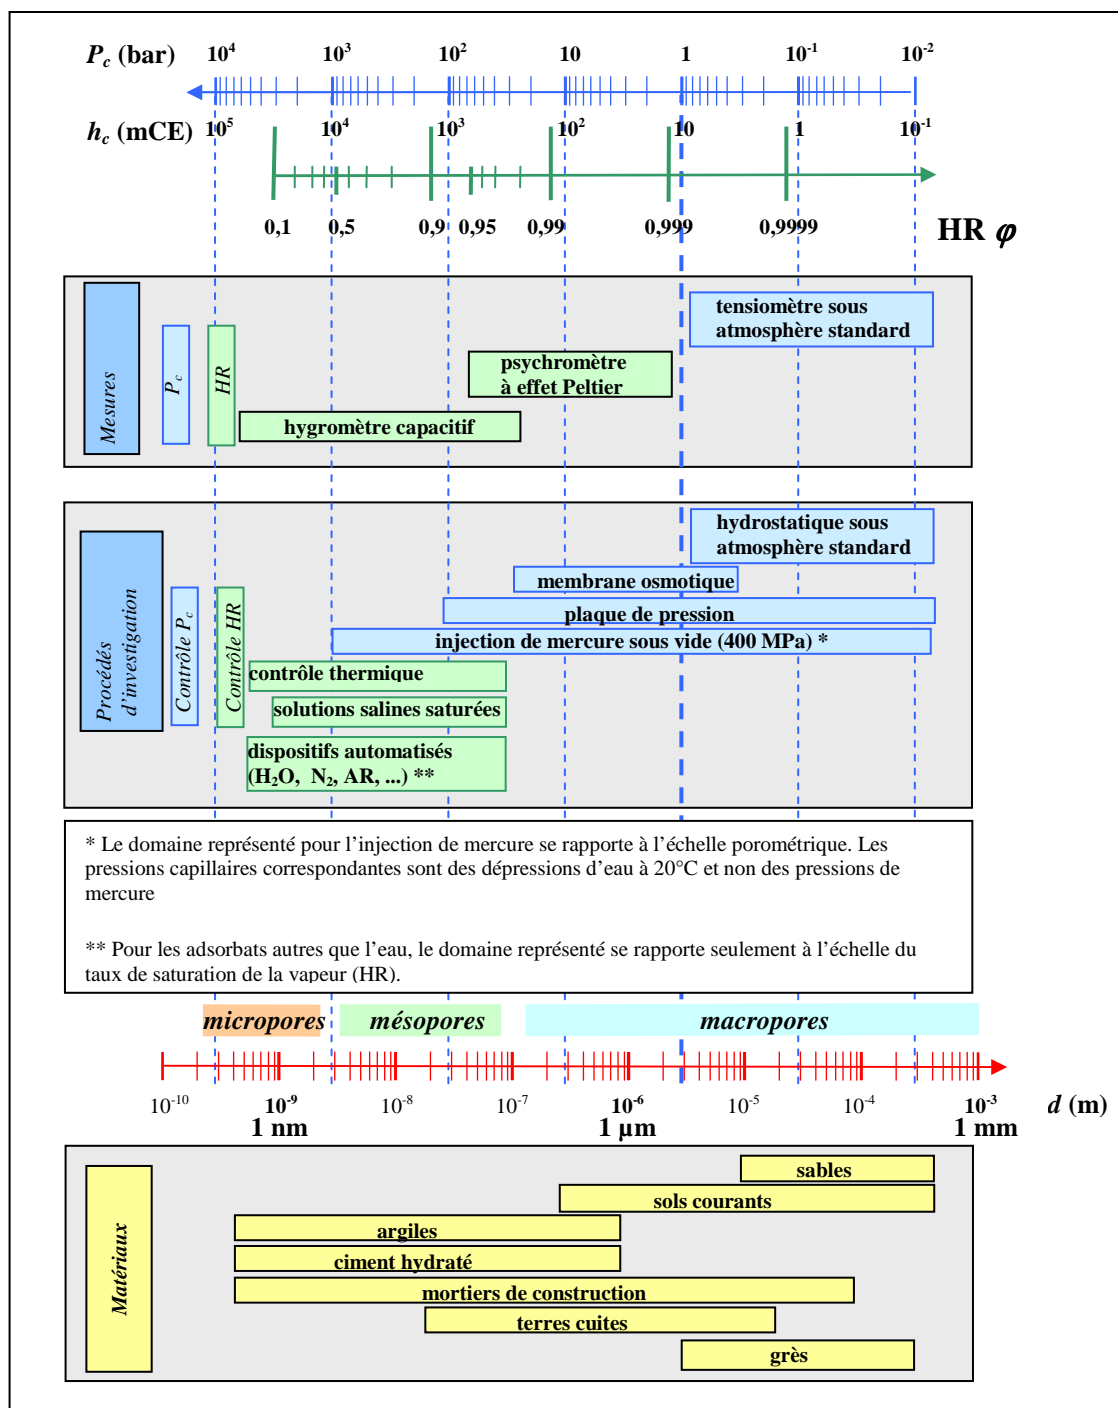 P_c (bar) 10⁴ 10³ 10² 10 1 10⁻¹ 10⁻²
h_c (mCE) 10⁵ 10⁴ 10³ 10² 10 1 10⁻¹
0,1 0,5 0,9 0,95 0,99 0,999 0,9999 HR φ
Mesures
P_c
HR
tensiomètre sous
atmosphère standard
psychromètre
à effet Peltier
hygromètre capacitif
Procédés
d'investigation
Contrôle P_c
Contrôle HR
hydrostatique sous
atmosphère standard
membrane osmotique
plaque de pression
injection de mercure sous vide (400 MPa) *
contrôle thermique
solutions salines saturées
dispositifs automatisés
(H₂O, N₂, AR, ...) **
* Le domaine représenté pour l'injection de mercure se rapporte à l'échelle porométrique. Les
pressions capillaires correspondantes sont des dépressions d'eau à 20°C et non des pressions de
mercure
** Pour les adsorbats autres que l'eau, le domaine représenté se rapporte seulement à l'échelle du
taux de saturation de la vapeur (HR).
micropores mésopores macropores
10⁻¹⁰ 10⁻⁹ 10⁻⁸ 10⁻⁷ 10⁻⁶ 10⁻⁵ 10⁻⁴ 10⁻³ d (m)
1 nm 1 µm 1 mm
Matériaux
sables
sols courants
argiles
ciment hydraté
mortiers de construction
terres cuites
grès